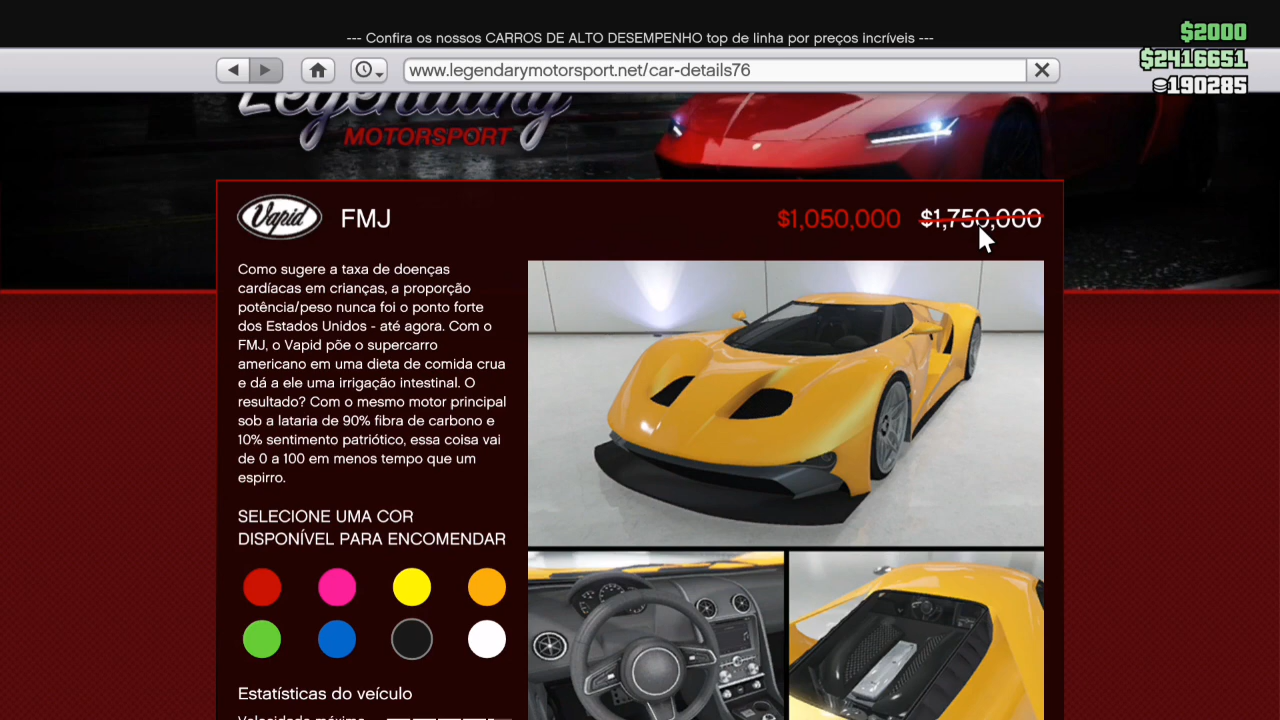 --- Confira os nossos CARROS DE ALTO DESEMPENHO top de linha por preços incríveis ---
$2000
$2416651
190285
www.legendarymotorsport.net/car-details76
Legendary
MOTORSPORT
Vapid
FMJ
$1,050,000 $1,750,000
Como sugere a taxa de doenças
cardíacas em crianças, a proporção
potência/peso nunca foi o ponto forte
dos Estados Unidos - até agora. Com o
FMJ, o Vapid põe o supercarro
americano em uma dieta de comida crua
e dá a ele uma irrigação intestinal. O
resultado? Com o mesmo motor principal
sob a lataria de 90% fibra de carbono e
10% sentimento patriótico, essa coisa vai
de 0 a 100 em menos tempo que um
espirro.
SELECIONE UMA COR
DISPONÍVEL PARA ENCOMENDAR
Estatísticas do veículo
Velocidade máxima